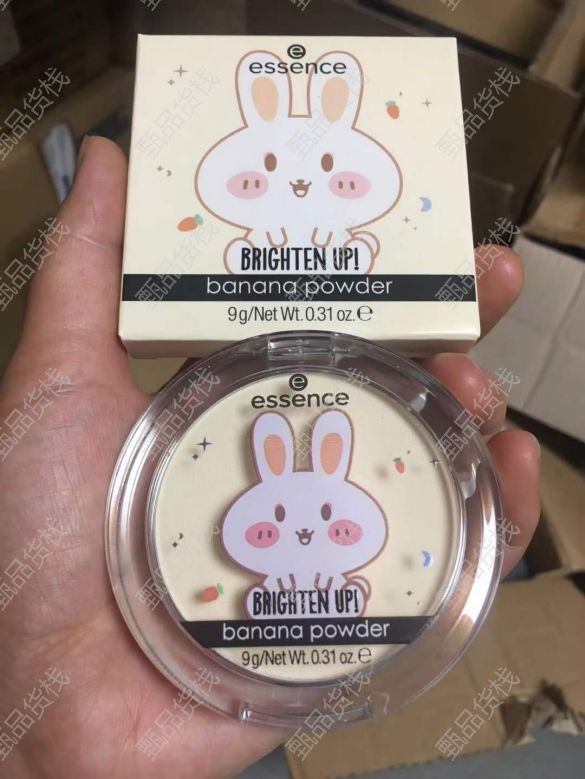 essence
BRIGHTEN UP!
banana powder
9g/Net Wt. 0.31 oz. ℮
essence
BRIGHTEN UP!
banana powder
9g/Net Wt. 0.31 oz. ℮
甄品货栈